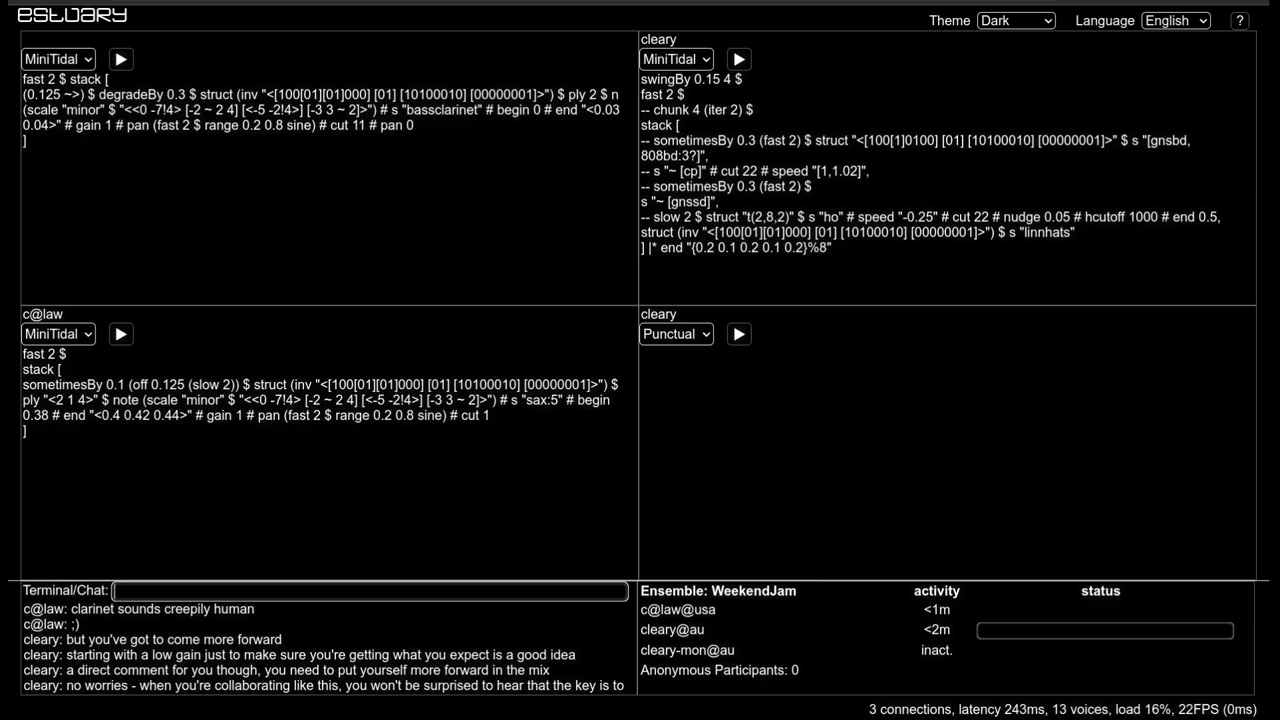 estuary
Theme Dark Language English ?
MiniTidal
fast 2 $ stack [
(0.125 ~>) $ degradeBy 0.3 $ struct (inv "<[100[01][01]000] [01] [10100010] [00000001]>") $ ply 2 $ n
(scale "minor" $ "<<0 -7!4> [-2 ~ 2 4] [<-5 -2!4>] [-3 3 ~ 2]>") # s "bassclarinet" # begin 0 # end "<0.03
0.04>" # gain 1 # pan (fast 2 $ range 0.2 0.8 sine) # cut 11 # pan 0
]
cleary
MiniTidal
swingBy 0.15 4 $
fast 2 $
-- chunk 4 (iter 2) $
stack [
-- sometimesBy 0.3 (fast 2) $ struct "<[100[1]0100] [01] [10100010] [00000001]>" $ s "[gnsbd,
808bd:3?]",
-- s "~ [cp]" # cut 22 # speed "[1,1.02]",
-- sometimesBy 0.3 (fast 2) $
s "~ [gnssd]",
-- slow 2 $ struct "t(2,8,2)" $ s "ho" # speed "-0.25" # cut 22 # nudge 0.05 # hcutoff 1000 # end 0.5,
struct (inv "<[100[01][01]000] [01] [10100010] [00000001]>") $ s "linnhats"
] |* end "{0.2 0.1 0.2 0.1 0.2}%8"
c@law
MiniTidal
fast 2 $
stack [
sometimesBy 0.1 (off 0.125 (slow 2)) $ struct (inv "<[100[01][01]000] [01] [10100010] [00000001]>") $
ply "<2 1 4>" $ note (scale "minor" $ "<<0 -7!4> [-2 ~ 2 4] [<-5 -2!4>] [-3 3 ~ 2]>") # s "sax:5" # begin
0.38 # end "<0.4 0.42 0.44>" # gain 1 # pan (fast 2 $ range 0.2 0.8 sine) # cut 1
]
cleary
Punctual
Terminal/Chat:
c@law: clarinet sounds creepily human
c@law: ;)
cleary: but you've got to come more forward
cleary: starting with a low gain just to make sure you're getting what you expect is a good idea
cleary: a direct comment for you though, you need to put yourself more forward in the mix
cleary: no worries - when you're collaborating like this, you won't be surprised to hear that the key is to
Ensemble: WeekendJam activity status
c@law@usa <1m
cleary@au <2m
cleary-mon@au inact.
Anonymous Participants: 0
3 connections, latency 243ms, 13 voices, load 16%, 22FPS (0ms)